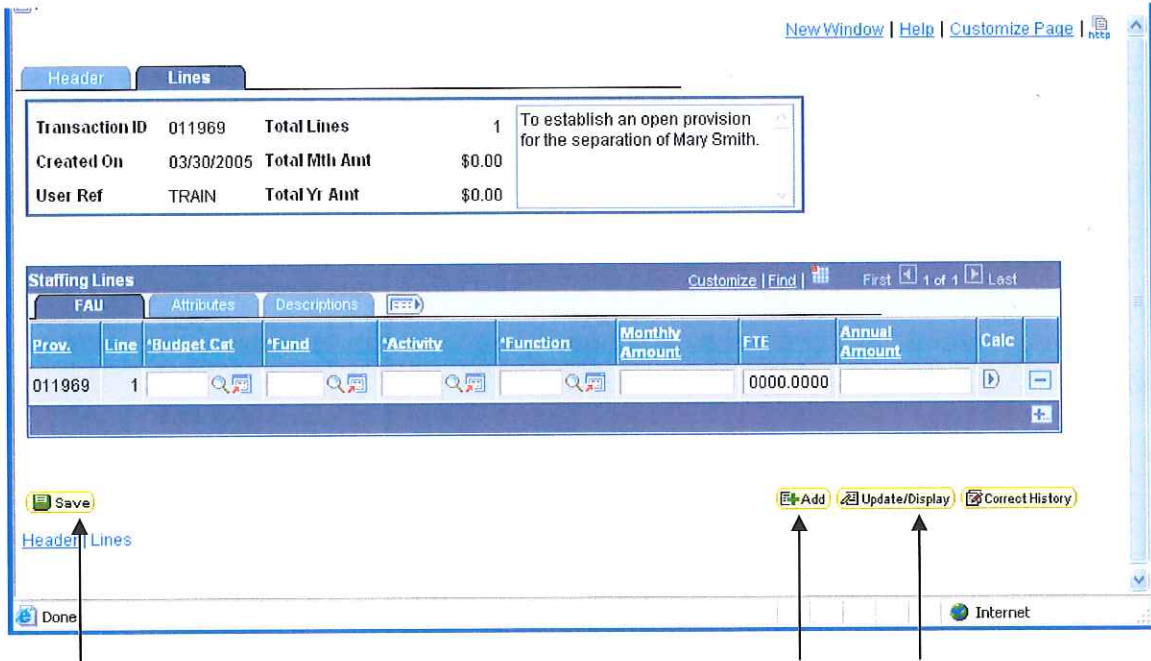 New Window | Help | Customize Page | http
Header Lines
Transaction ID 011969 Total Lines 1
Created On 03/30/2005 Total Mth Amt $0.00
User Ref TRAIN Total Yr Amt $0.00
To establish an open provision
for the separation of Mary Smith.
Staffing Lines Customize | Find | First 1 of 1 Last
FAU Attributes Descriptions
Prov. Line *Budget Cat *Fund *Activity *Function Monthly Amount FTE Annual Amount Calc
011969 1 0000.0000
Save Add Update/Display Correct History
Header | Lines
Done Internet